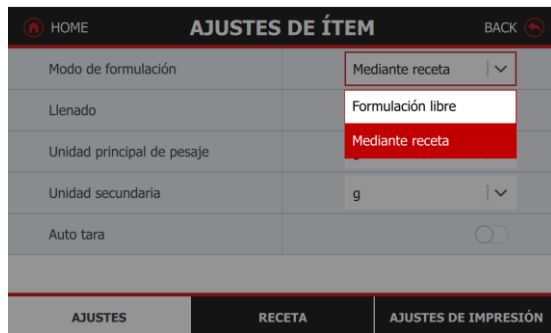 HOME AJUSTES DE ÍTEM BACK
Modo de formulación Mediante receta
Llenado Formulación libre
Mediante receta
Unidad principal de pesaje
Unidad secundaria g
Auto tara
AJUSTES RECETA AJUSTES DE IMPRESIÓN